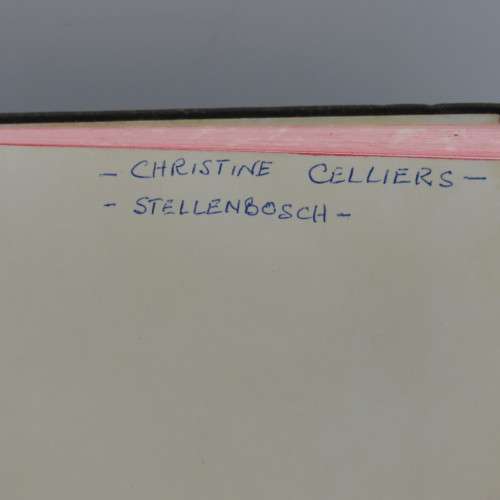 - CHRISTINE CELLIERS -
- STELLENBOSCH -